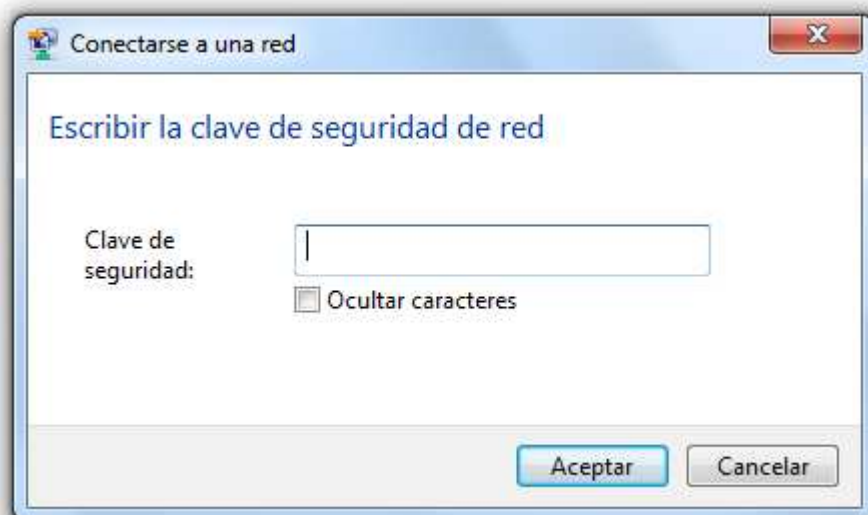 Conectarse a una red
Escribir la clave de seguridad de red
Clave de
seguridad:
Ocultar caracteres
Aceptar
Cancelar